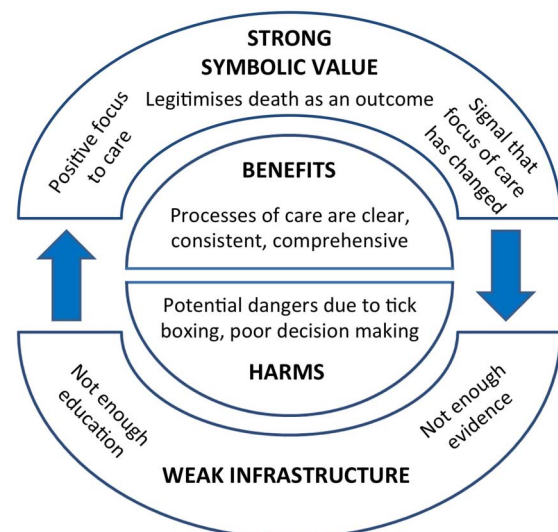 STRONG
SYMBOLIC VALUE
Legitimises death as an outcome
Positive focus
to care
Signal that
focus of care
has changed
BENEFITS
Processes of care are clear,
consistent, comprehensive
Potential dangers due to tick
boxing, poor decision making
HARMS
Not enough
education
Not enough
evidence
WEAK INFRASTRUCTURE